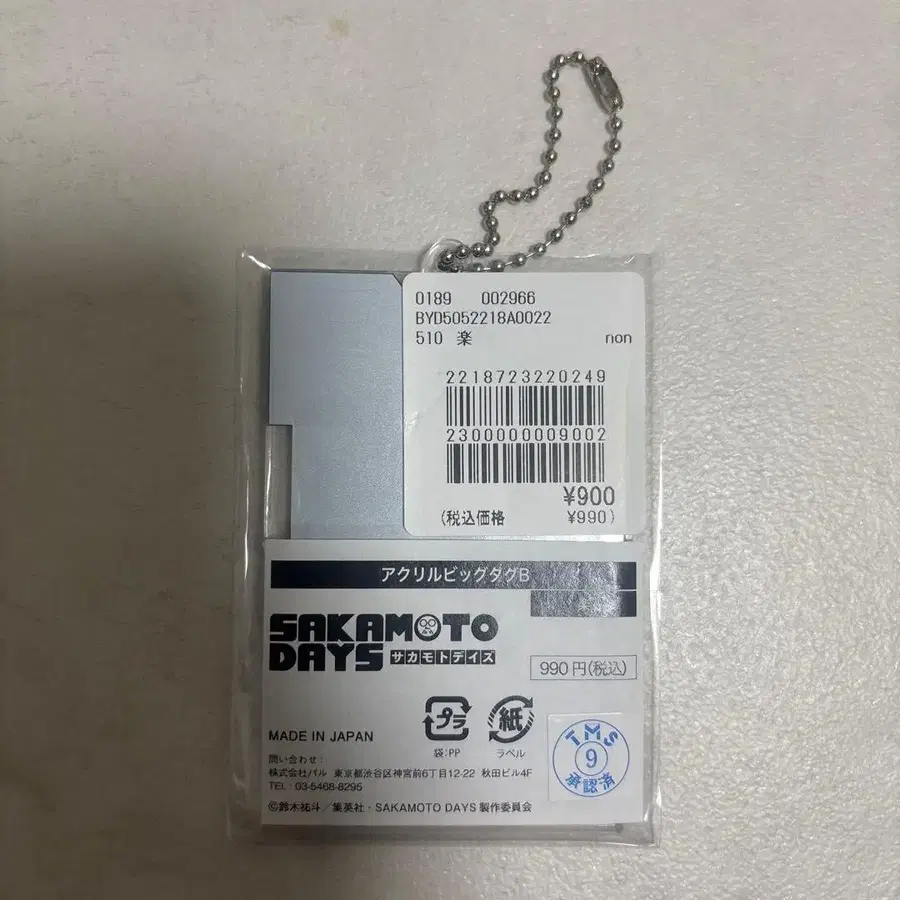 0189 002966
BYD5052218A0022
510 楽 non
2218723220249
2300000009002
¥900
(税込価格 ¥990)
アクリルビッグタグB
SAKAMOTO
DAYS サカモトデイズ
990円(税込)
プラ
紙
袋:PP
ラベル
MADE IN JAPAN
問い合わせ:
株式会社パル 東京都渋谷区神宮前6丁目12-22 秋田ビル4F
TEL:03-5468-8295
©鈴木祐斗/集英社・SAKAMOTO DAYS 製作委員会
TMS
9
承認済